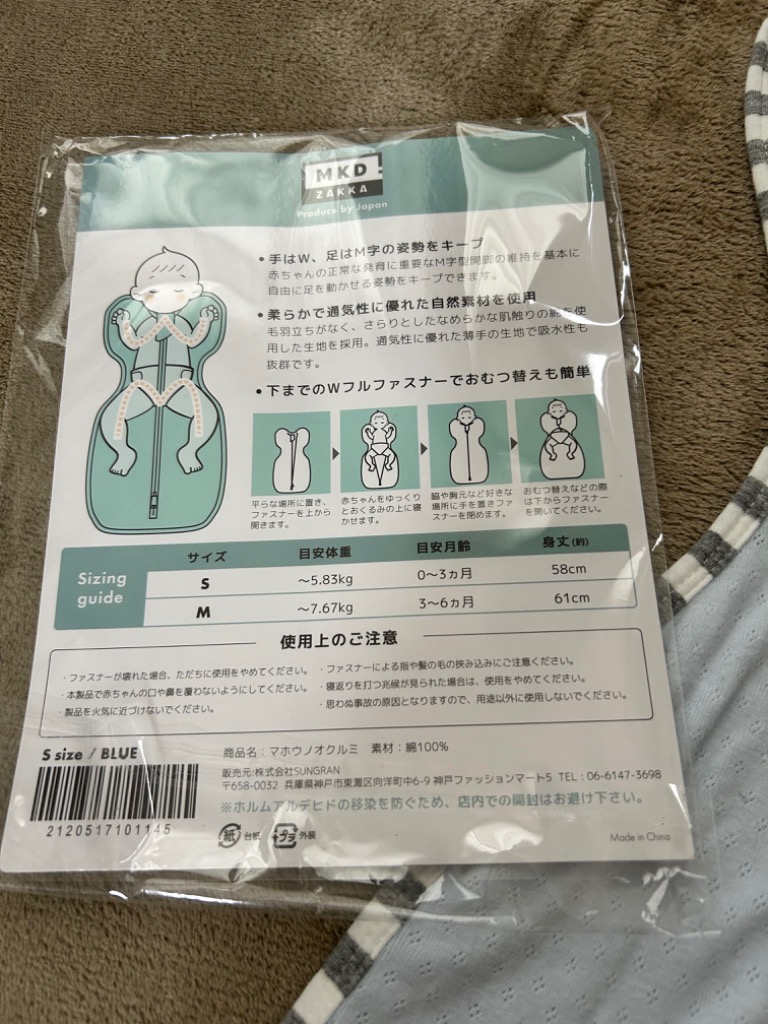 MKD
ZAKKA
Produce by Japan
・手はW、足はM字の姿勢をキープ
赤ちゃんの正常な発育に重要なM字型開脚の維持を基本に
自由に足を動かせる姿勢をキープできます。
・柔らかで通気性に優れた自然素材を使用
毛羽立ちがなく、さらりとしたなめらかな肌触りの綿を使
用した生地を採用。通気性に優れた薄手の生地で吸水性も
抜群です。
・下までのWフルファスナーでおむつ替えも簡単
平らな場所に置き、
ファスナーを上から
開きます。
赤ちゃんをゆっくり
とおくるみの上に寝
かせます。
脇や胸元など好きな
場所に手を置きファ
スナーを閉めます。
おむつ替えなどの際
は下からファスナー
を開いてください。
Sizing
guide
サイズ 目安体重 目安月齢 身丈(約)
S ～5.83kg 0～3ヵ月 58cm
M ～7.67kg 3～6ヵ月 61cm
使用上のご注意
・ファスナーが壊れた場合、ただちに使用をやめてください。
・本製品で赤ちゃんの口や鼻を覆わないようにしてください。
・製品を火気に近づけないでください。
・ファスナーによる指や髪の毛の挟み込みにご注意ください。
・寝返りを打つ兆候が見られた場合は、使用をやめてください。
・思わぬ事故の原因となりますので、用途以外に使用しないでください。
S size / BLUE
2120517101145
商品名：マホウノオクルミ 素材：綿100%
販売元:株式会社SUNGRAN
〒658-0032 兵庫県神戸市東灘区向洋町中6-9 神戸ファッションマート5 TEL：06-6147-3698
※ホルムアルデヒドの移染を防ぐため、店内での開封はお避け下さい。
紙 台紙 プラ 外装
Made in China